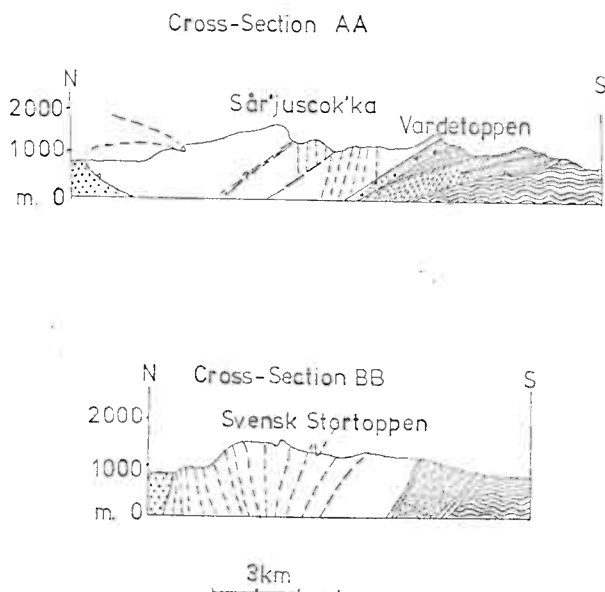 Cross-Section AA
N
S
2000
Sår'juscok'ka
Vardetoppen
1000
m. 0
N
Cross-Section BB
S
2000
Svensk Stortoppen
1000
m. 0
3km